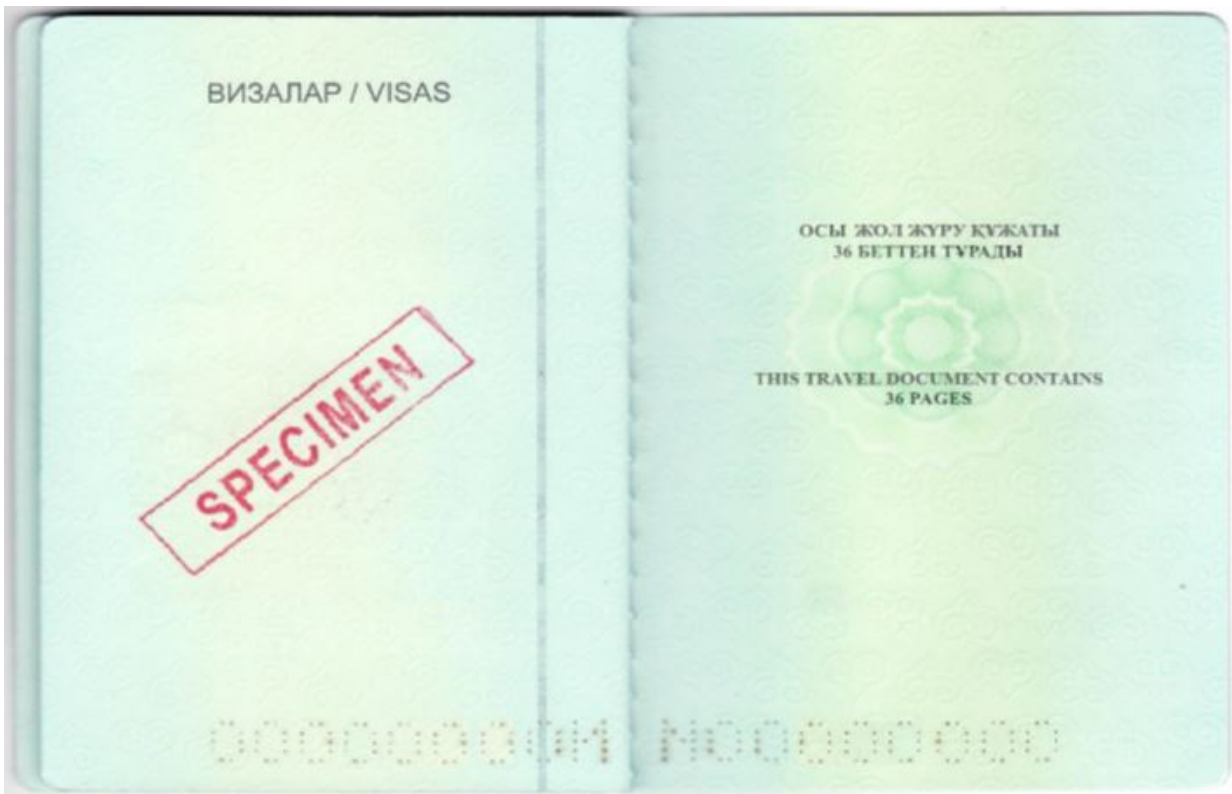 ВИЗАЛАР / VISAS
SPECIMEN
ОСЫ ЖОЛ ЖҮРУ ҚҰЖАТЫ
36 БЕТТЕН ТҰРАДЫ
THIS TRAVEL DOCUMENT CONTAINS
36 PAGES